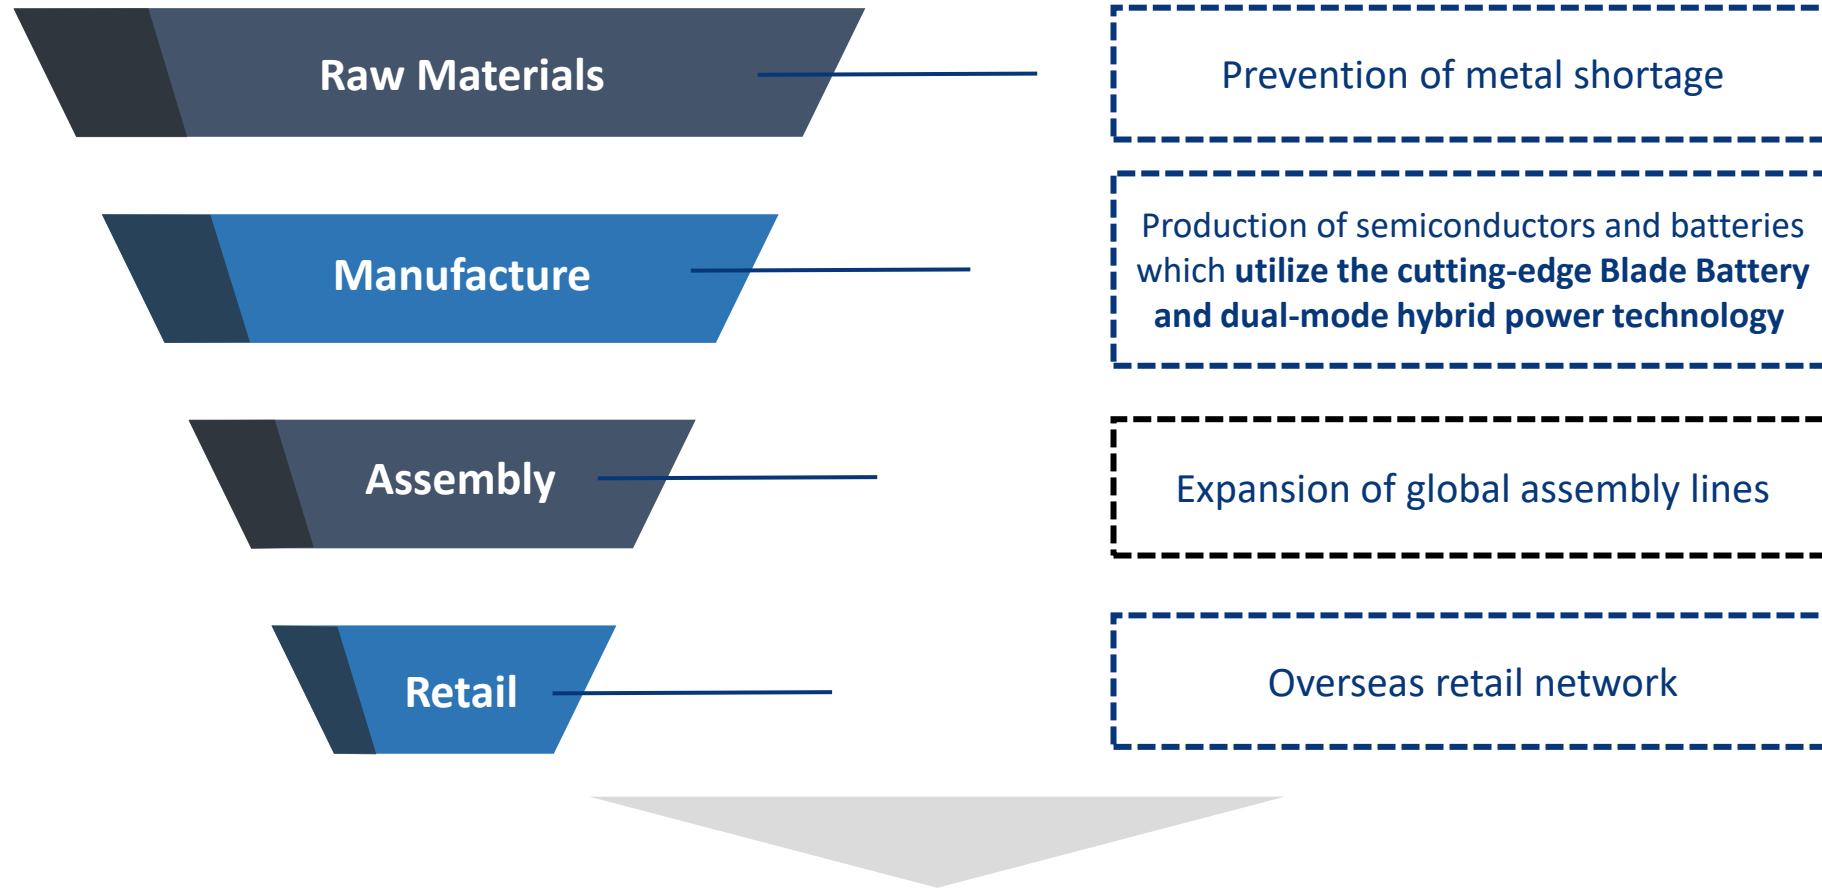 Raw Materials
Prevention of metal shortage
Manufacture
Production of semiconductors and batteries
which utilize the cutting-edge Blade Battery
and dual-mode hybrid power technology
Assembly
Expansion of global assembly lines
Retail
Overseas retail network